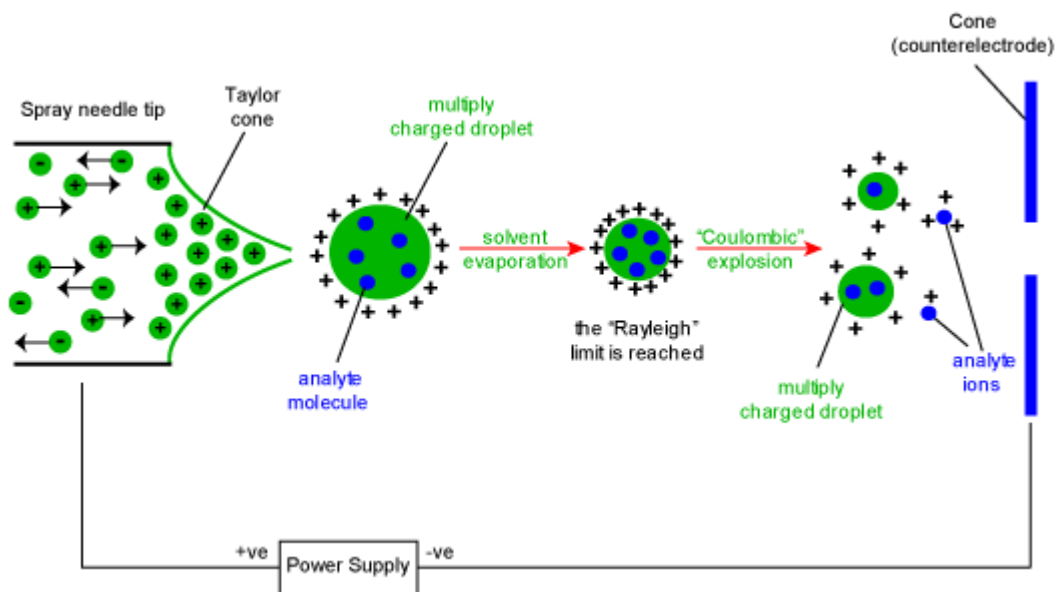 Cone
(counterelectrode)
Spray needle tip
Taylor
cone
multiply
charged droplet
solvent
evaporation
"Coulombic"
explosion
the "Rayleigh"
limit is reached
analyte
molecule
multiply
charged droplet
analyte
ions
+ve
Power Supply
-ve